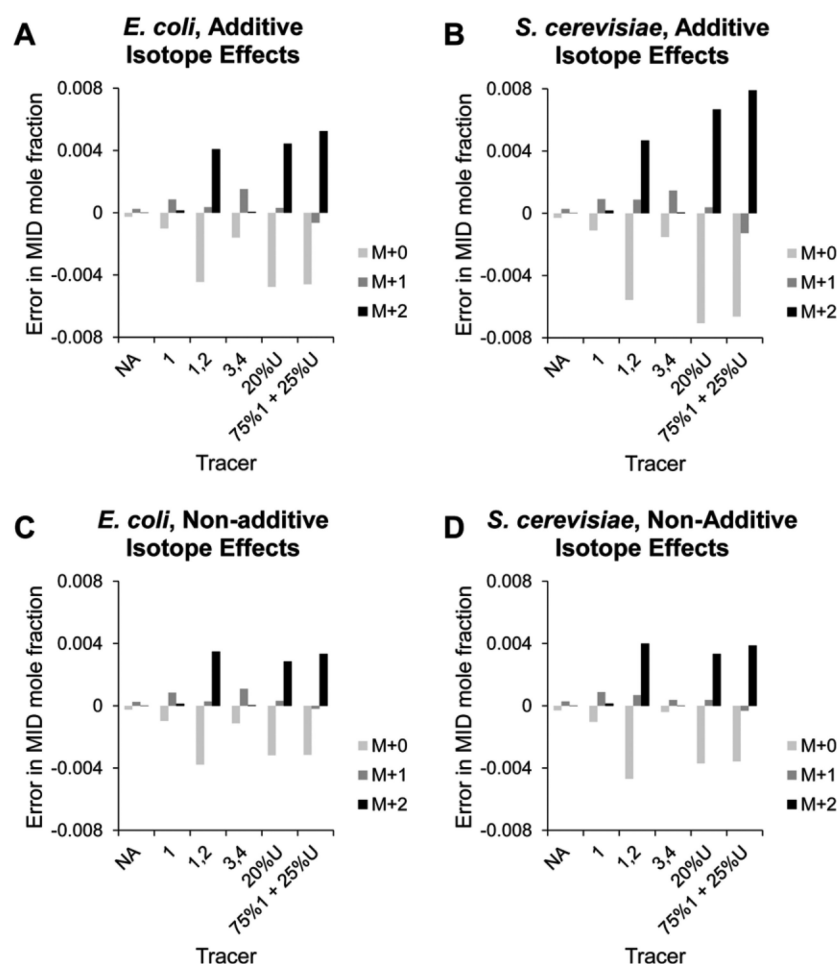 A
E. coli, Additive
Isotope Effects
Error in MID mole fraction
0.008
0.004
0
-0.004
-0.008
NA
1
1,2
3,4
20%U
75%1 + 25%U
Tracer
M+0
M+1
M+2
B
S. cerevisiae, Additive
Isotope Effects
Error in MID mole fraction
0.008
0.004
0
-0.004
-0.008
NA
1
1,2
3,4
20%U
75%1 + 25%U
Tracer
M+0
M+1
M+2
C
E. coli, Non-additive
Isotope Effects
Error in MID mole fraction
0.008
0.004
0
-0.004
-0.008
NA
1
1,2
3,4
20%U
75%1 + 25%U
Tracer
M+0
M+1
M+2
D
S. cerevisiae, Non-Additive
Isotope Effects
Error in MID mole fraction
0.008
0.004
0
-0.004
-0.008
NA
1
1,2
3,4
20%U
75%1 + 25%U
Tracer
M+0
M+1
M+2